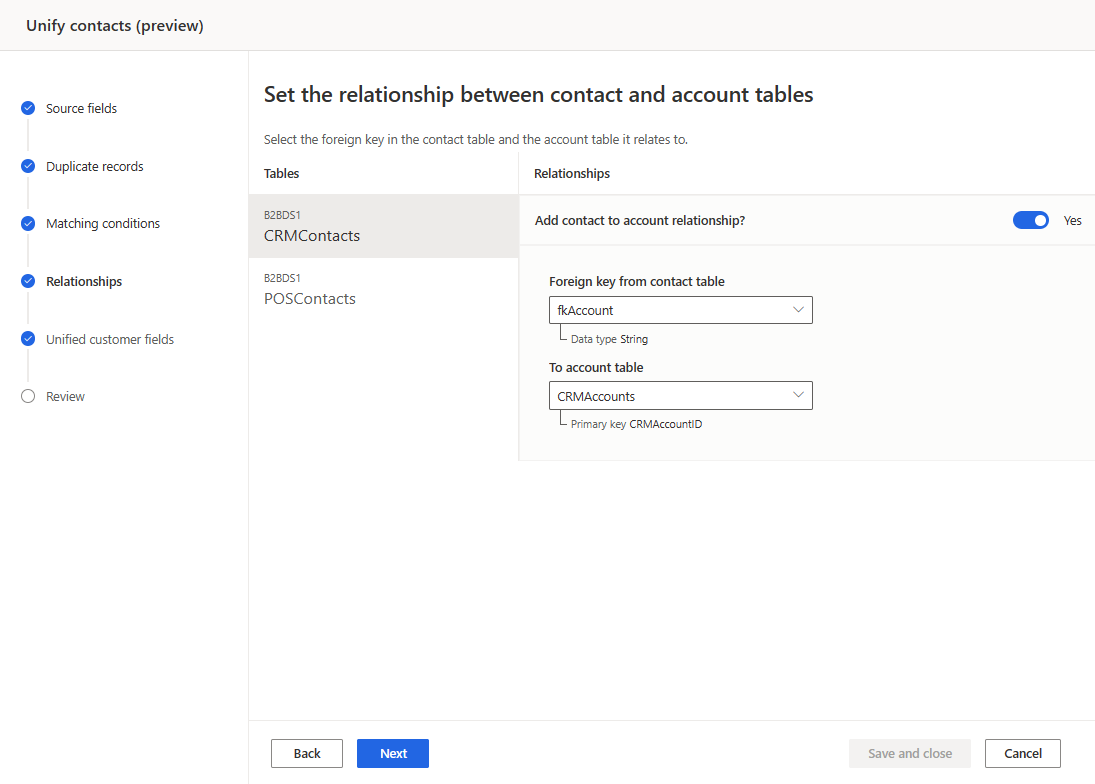 Unify contacts (preview)
Source fields
Duplicate records
Matching conditions
Relationships
Unified customer fields
Review
Set the relationship between contact and account tables
Select the foreign key in the contact table and the account table it relates to.
Tables
B2BDS1
CRMContacts
B2BDS1
POSContacts
Relationships
Add contact to account relationship?
Yes
Foreign key from contact table
fkAccount
Data type String
To account table
CRMAccounts
Primary key CRMAccountID
Back
Next
Save and close
Cancel